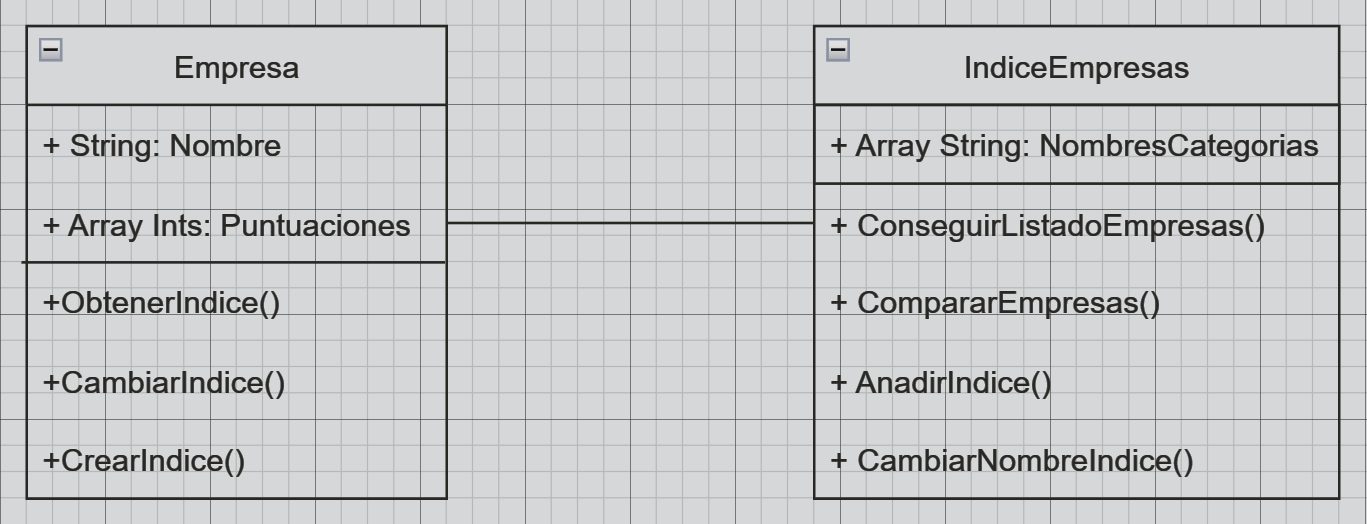 Empresa
+ String: Nombre
+ Array Ints: Puntuaciones
+ObtenerIndice()
+CambiarIndice()
+CrearIndice()
IndiceEmpresas
+ Array String: NombresCategorias
+ ConseguirListadoEmpresas()
+ CompararEmpresas()
+ AnadirIndice()
+ CambiarNombreIndice()